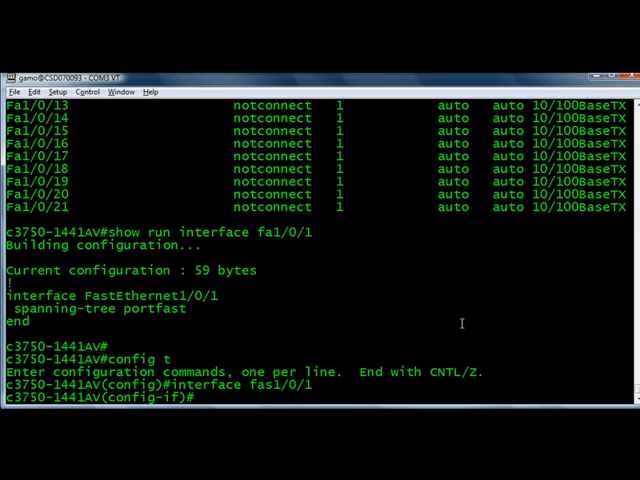 gamo@CSD070093 - COM3 VT
File Edit Setup Control Window Help
Fa1/0/13 notconnect 1 auto auto 10/100BaseTX
Fa1/0/14 notconnect 1 auto auto 10/100BaseTX
Fa1/0/15 notconnect 1 auto auto 10/100BaseTX
Fa1/0/16 notconnect 1 auto auto 10/100BaseTX
Fa1/0/17 notconnect 1 auto auto 10/100BaseTX
Fa1/0/18 notconnect 1 auto auto 10/100BaseTX
Fa1/0/19 notconnect 1 auto auto 10/100BaseTX
Fa1/0/20 notconnect 1 auto auto 10/100BaseTX
Fa1/0/21 notconnect 1 auto auto 10/100BaseTX
c3750-1441AV#show run interface fa1/0/1
Building configuration...
Current configuration : 59 bytes
!
interface FastEthernet1/0/1
spanning-tree portfast
end
c3750-1441AV#
c3750-1441AV#config t
Enter configuration commands, one per line. End with CNTL/Z.
c3750-1441AV(config)#interface fas1/0/1
c3750-1441AV(config-if)#